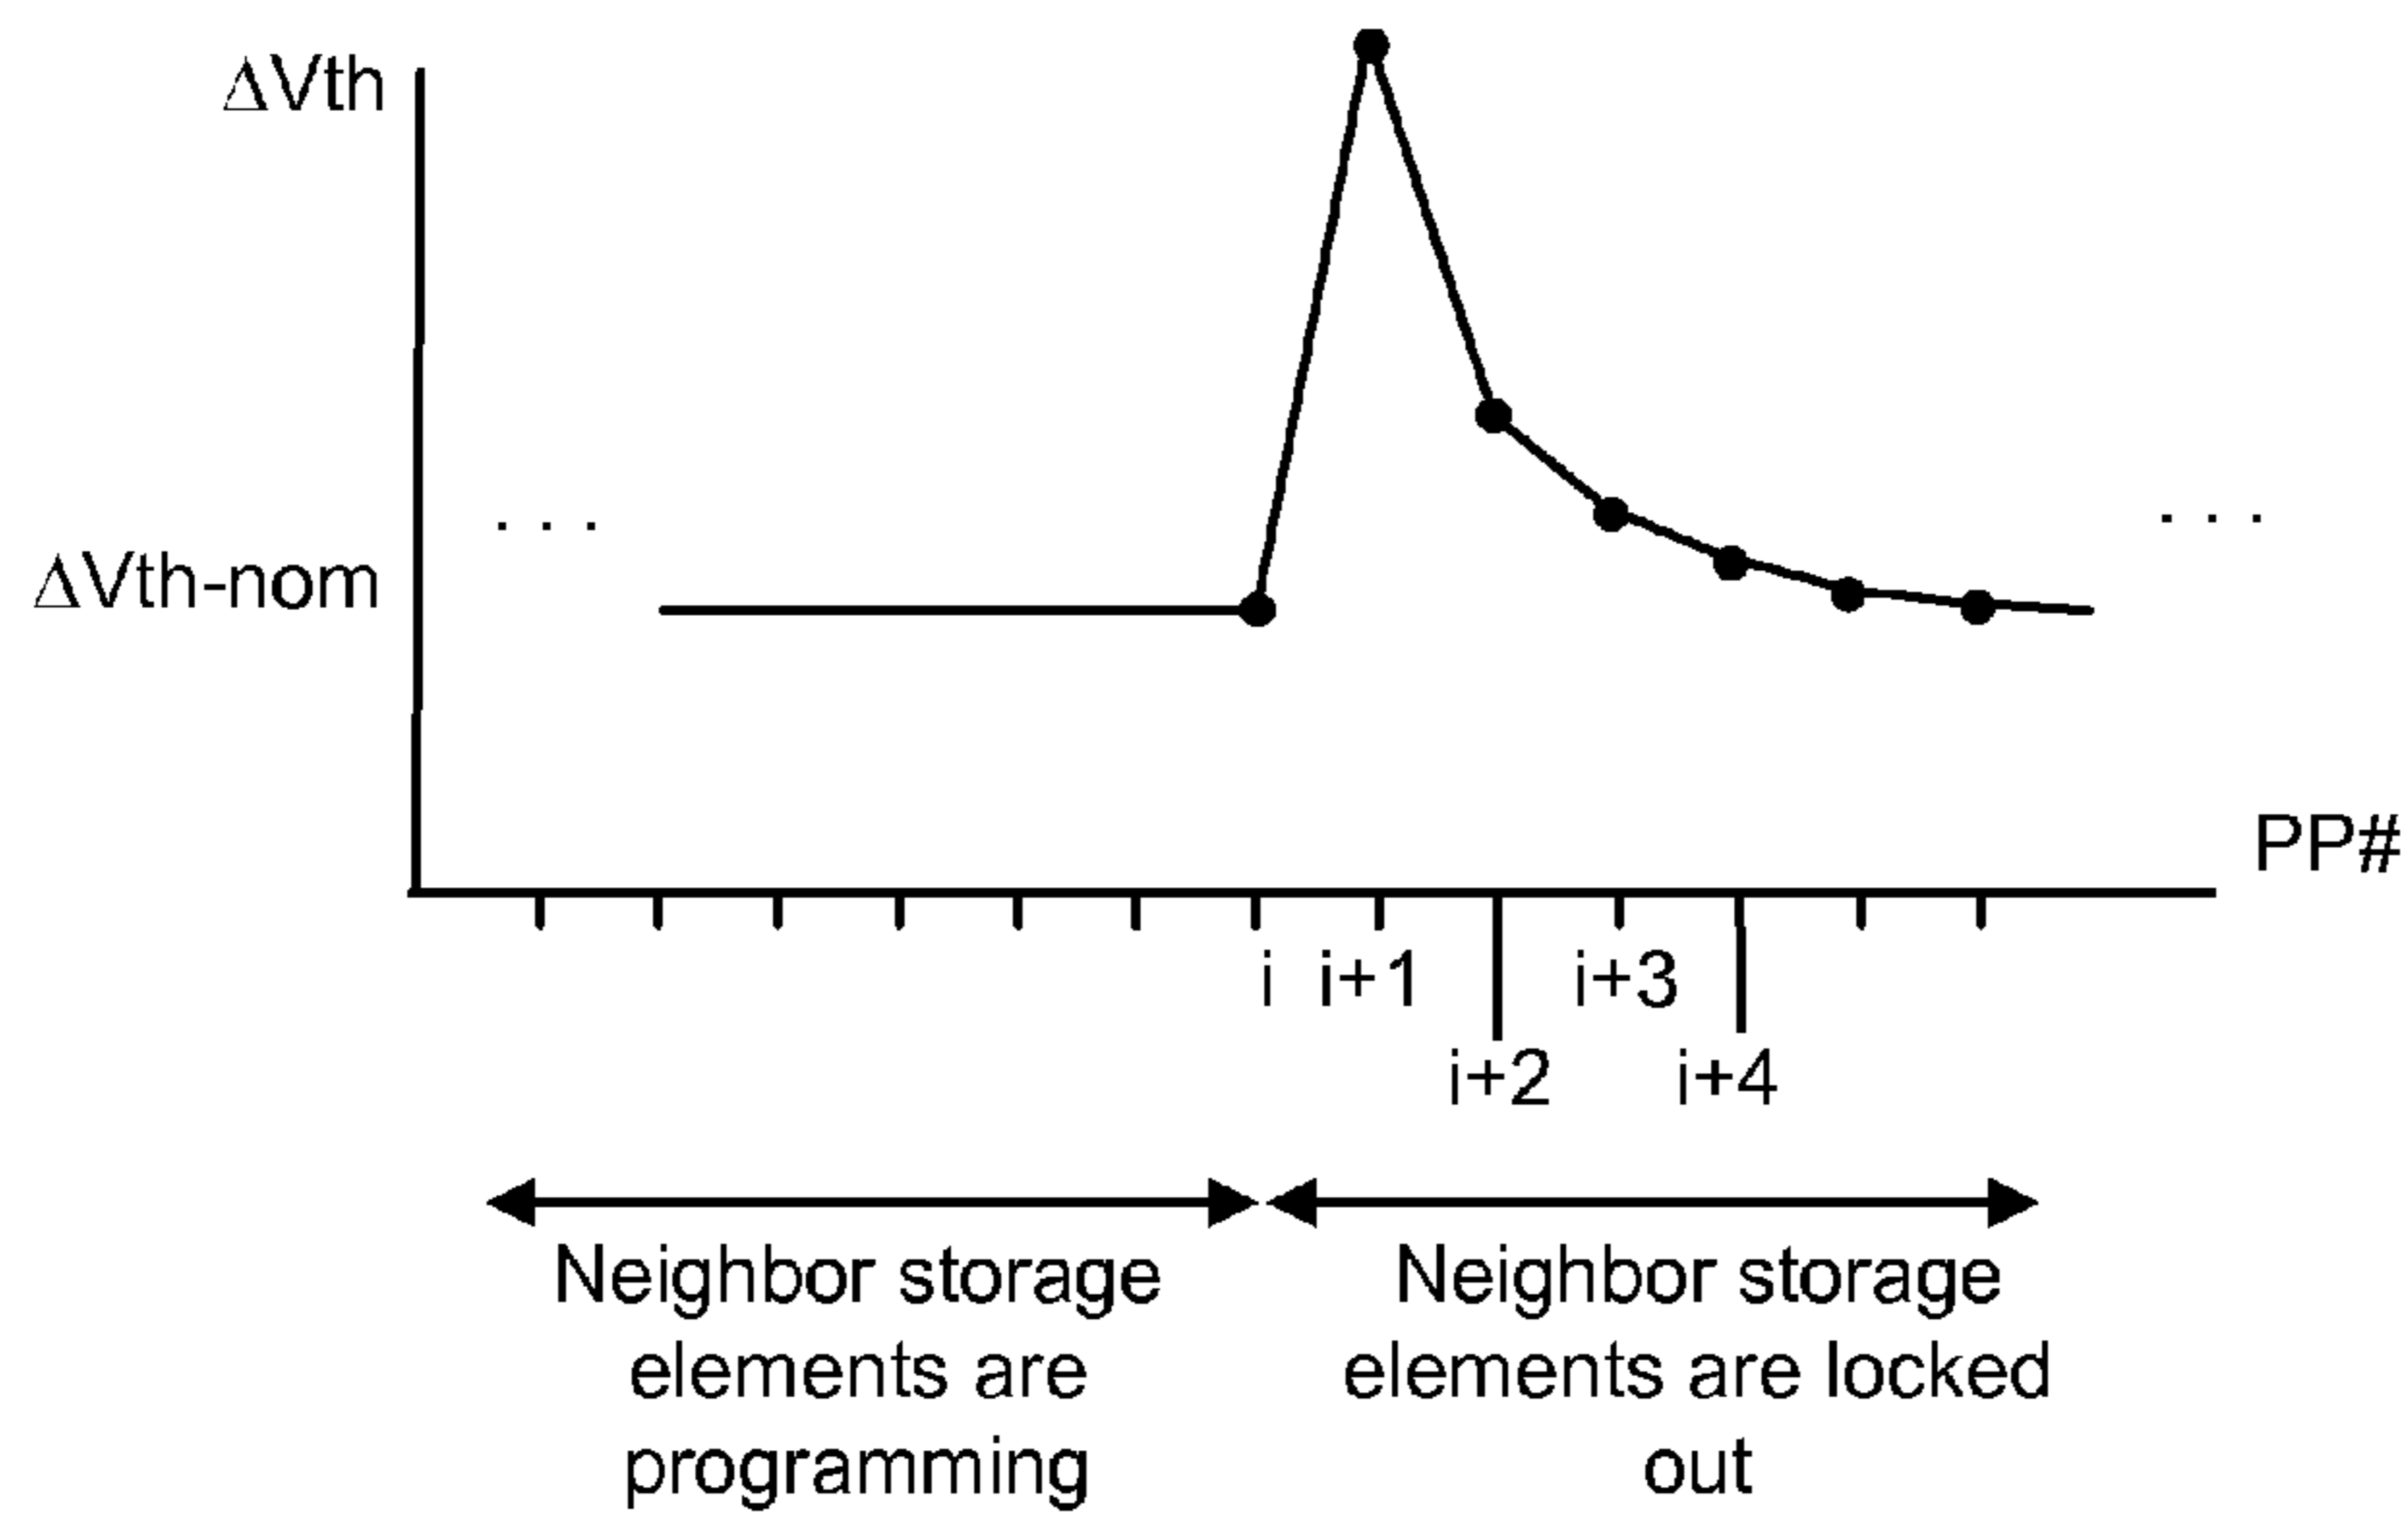 ΔVth
. . .
. . .
ΔVth-nom
PP#
i i+1 i+3
i+2 i+4
Neighbor storage
elements are
programming
Neighbor storage
elements are locked
out